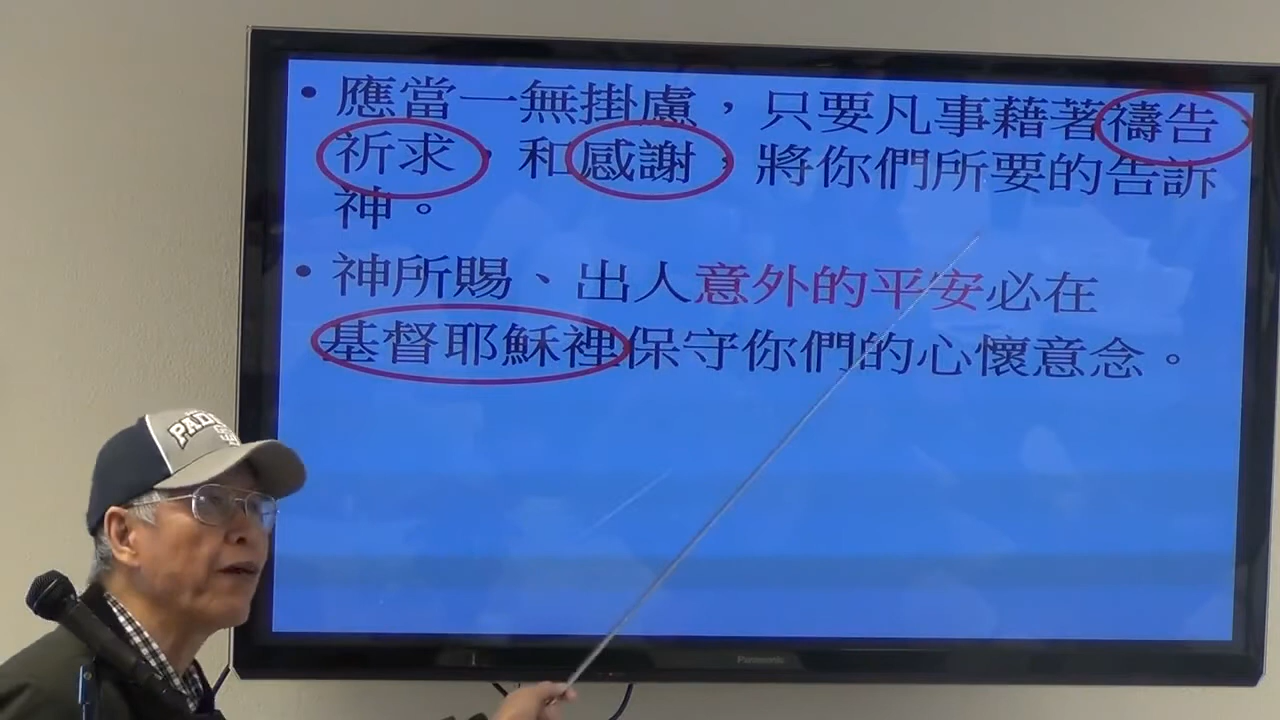 • 應當一無掛慮，只要凡事藉著禱告、
祈求，和感謝，將你們所要的告訴
神。
• 神所賜、出人意外的平安必在
基督耶穌裡保守你們的心懷意念。
PAD
Panasonic